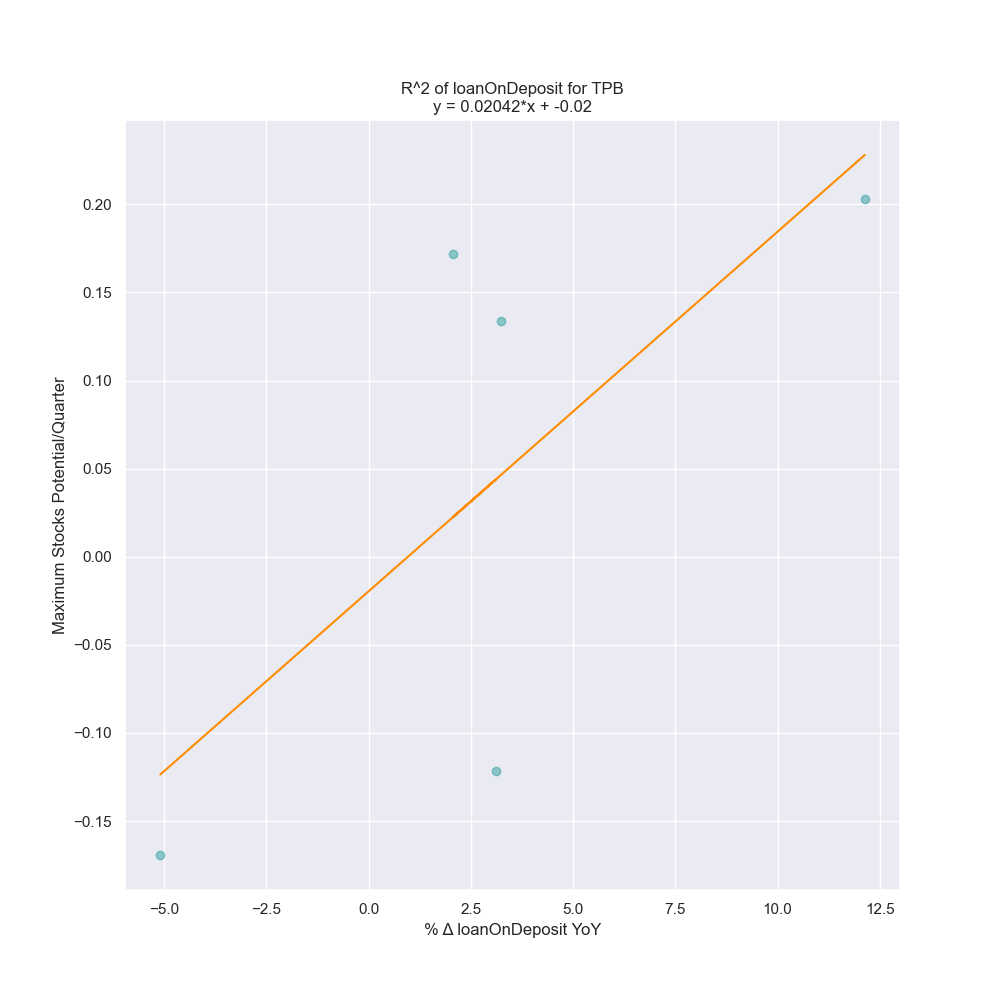 R^2 of loanOnDeposit for TPB
y = 0.02042*x + -0.02
Maximum Stocks Potential/Quarter
0.20
0.15
0.10
0.05
0.00
−0.05
−0.10
−0.15
−5.0 −2.5 0.0 2.5 5.0 7.5 10.0 12.5
% Δ loanOnDeposit YoY